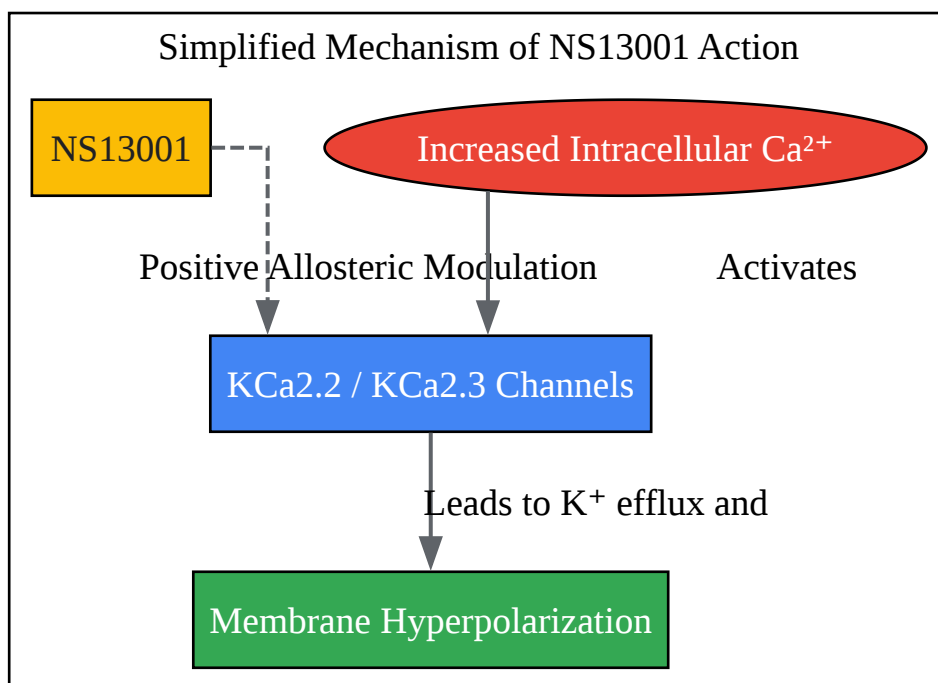 Simplified Mechanism of NS13001 Action
NS13001
Increased Intracellular Ca²⁺
Positive Allosteric Modulation
Activates
KCa2.2 / KCa2.3 Channels
Leads to K⁺ efflux and
Membrane Hyperpolarization